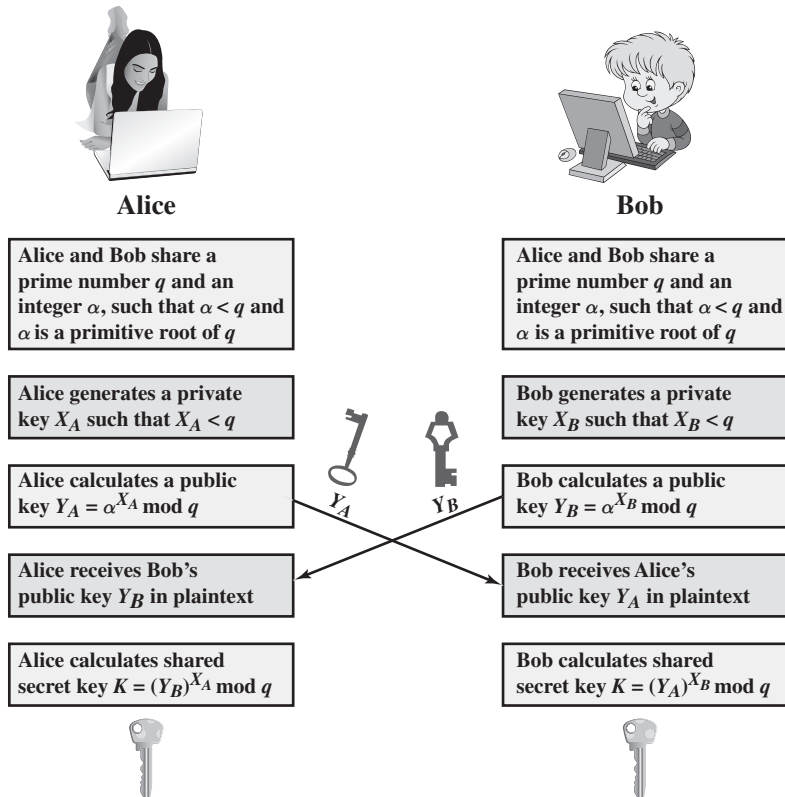 Alice
Bob
Alice and Bob share a
prime number q and an
integer α, such that α < q and
α is a primitive root of q
Alice and Bob share a
prime number q and an
integer α, such that α < q and
α is a primitive root of q
Alice generates a private
key X_A such that X_A < q
Bob generates a private
key X_B such that X_B < q
Alice calculates a public
key Y_A = α^{X_A} mod q
Y_A
Y_B
Bob calculates a public
key Y_B = α^{X_B} mod q
Alice receives Bob's
public key Y_B in plaintext
Bob receives Alice's
public key Y_A in plaintext
Alice calculates shared
secret key K = (Y_B)^{X_A} mod q
Bob calculates shared
secret key K = (Y_A)^{X_B} mod q